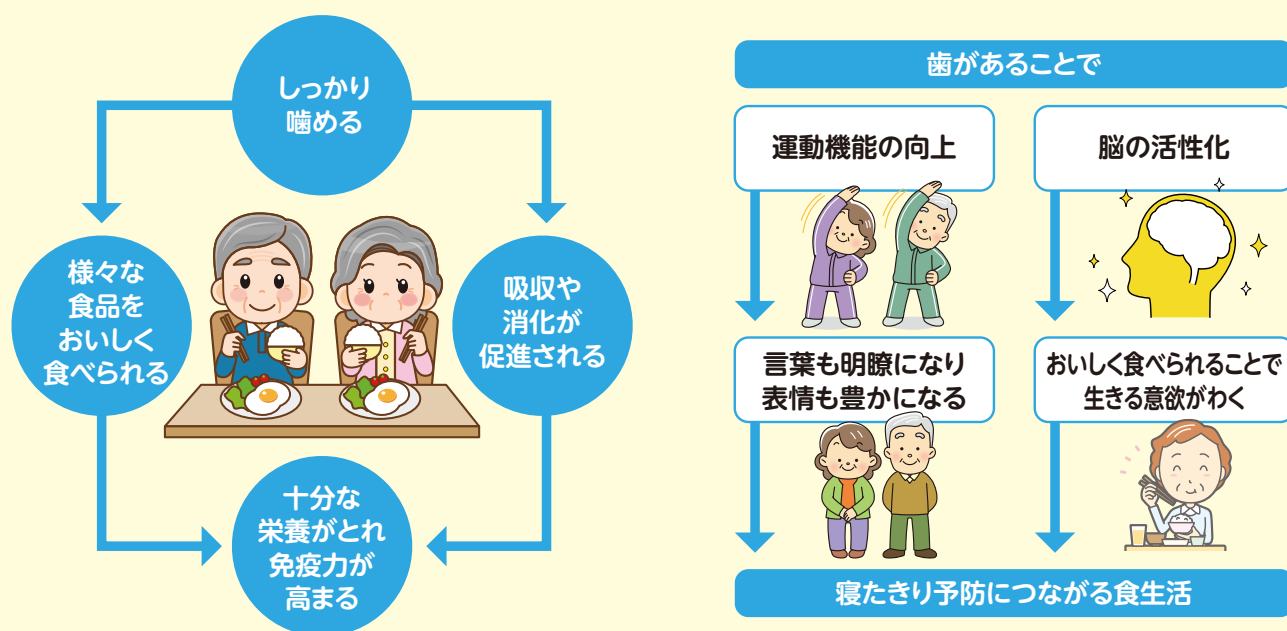 しっかり
噛める
様々な
食品を
おいしく
食べられる
吸収や
消化が
促進される
十分な
栄養がとれ
免疫力が
高まる
歯があることで
運動機能の向上
脳の活性化
言葉も明瞭になり
表情も豊かになる
おいしく食べられることで
生きる意欲がわく
寝たきり予防につながる食生活